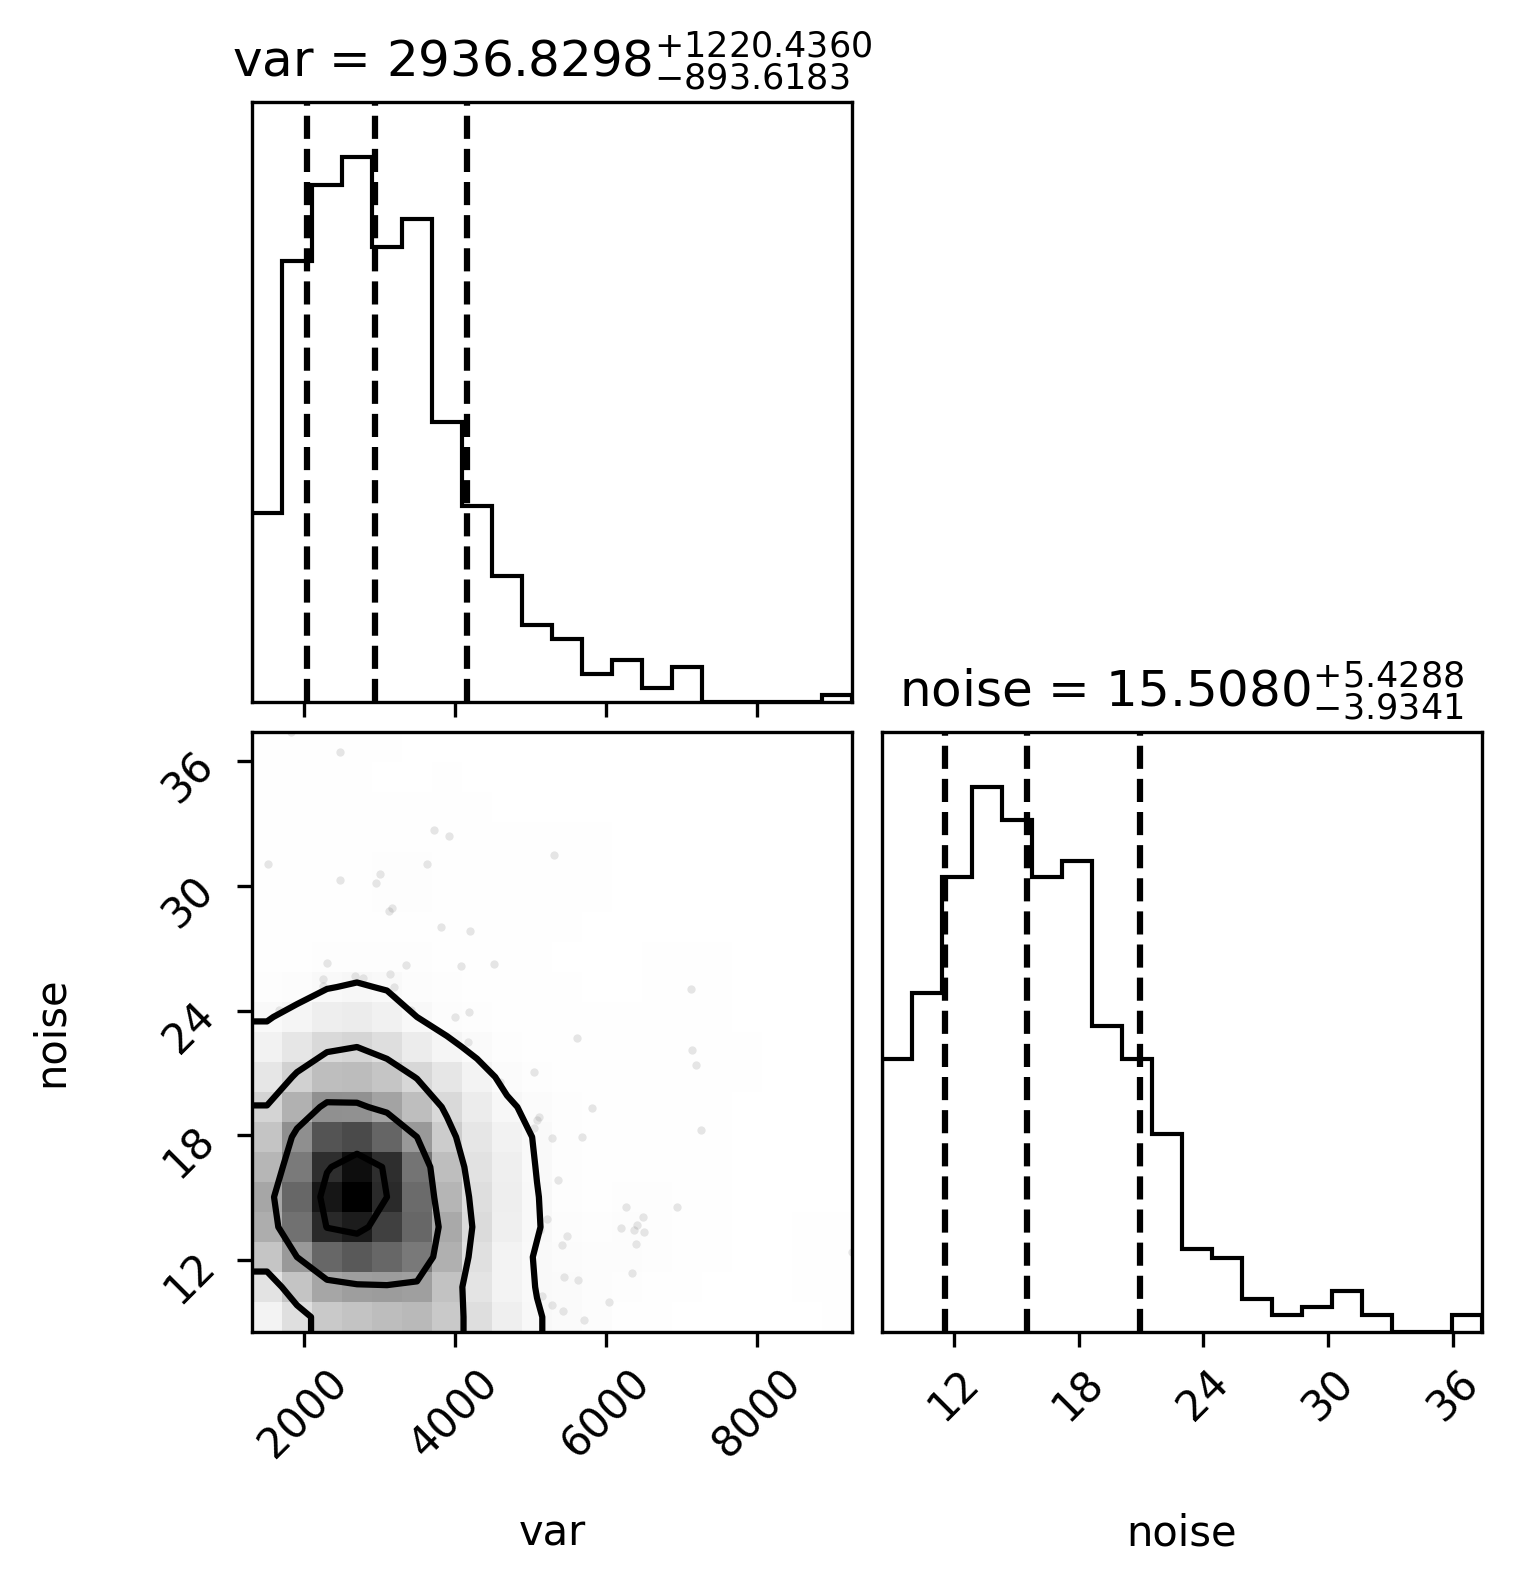 var = 2936.8298 +1220.4360 −893.6183
noise = 15.5080 +5.4288 −3.9341
36
30
24
18
12
noise
2000 4000 6000 8000
12 18 24 30 36
var
noise